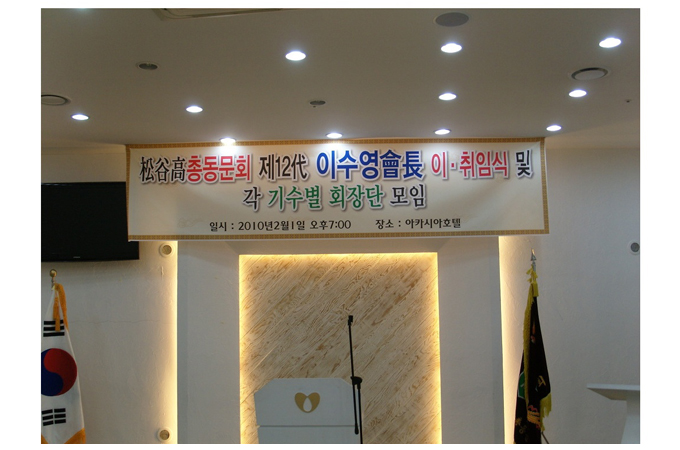 松谷高총동문회 제12代 이수영會長 이·취임식 및
각 기수별 회장단 모임
일시 : 2010년2월1일 오후7:00 장소 : 아카시아호텔